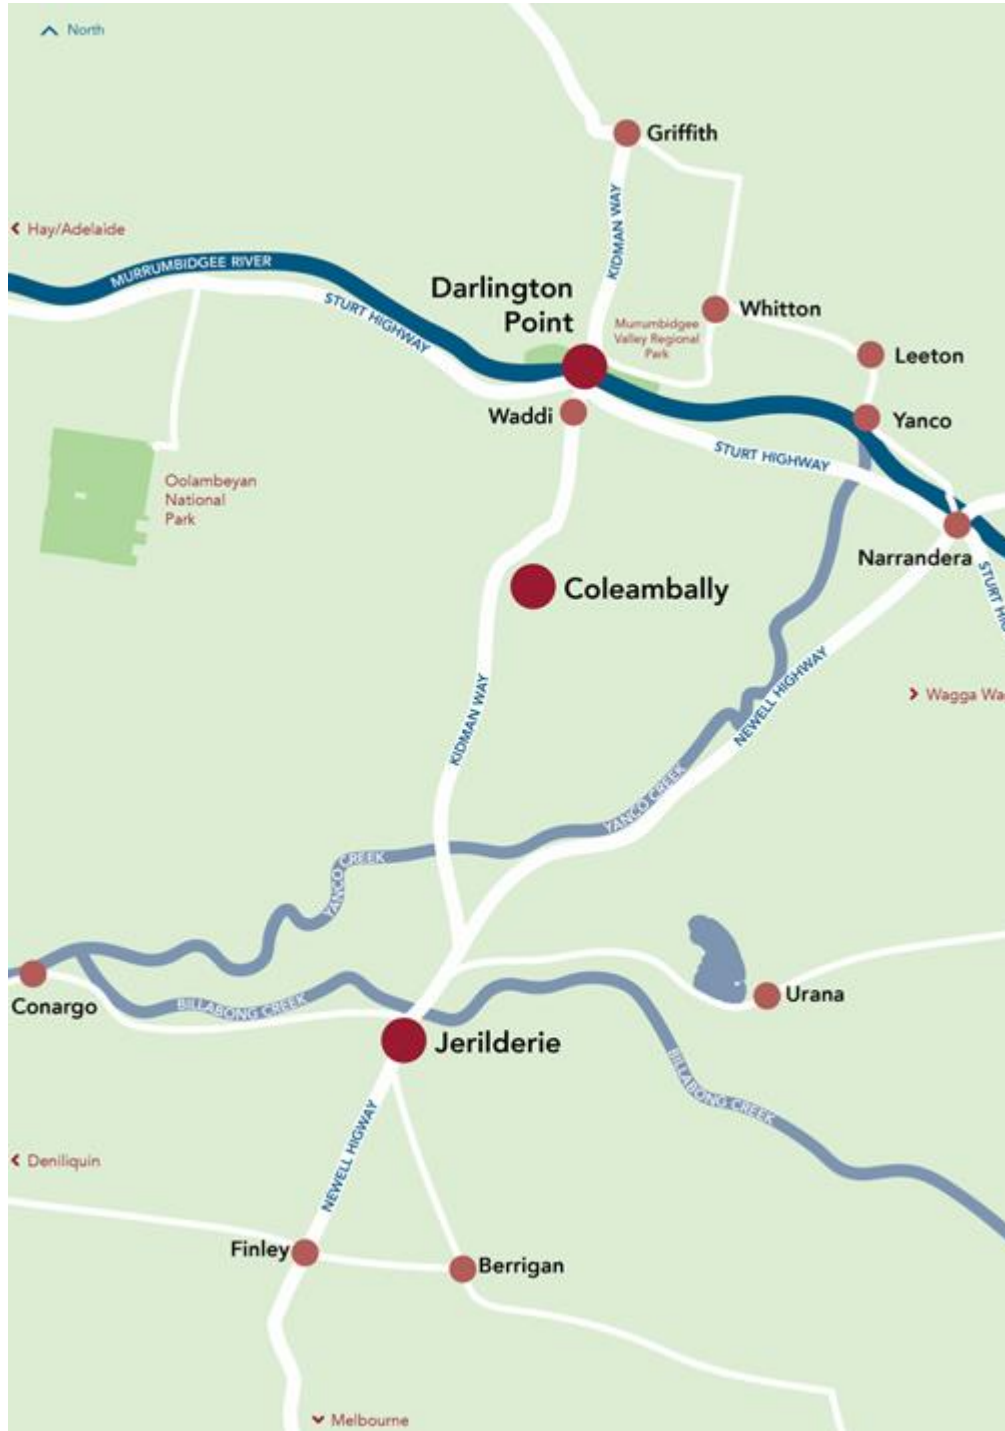 North
Griffith
KIDMAN WAY
Hay/Adelaide
MURRUMBIDGEE RIVER
STURT HIGHWAY
Darlington
Point
Murrumbidgee
Valley Regional
Park
Whitton
Leeton
Waddi
Yanco
STURT HIGHWAY
Oolambeyan
National
Park
Narrandera
STURT HI
Coleambally
Wagga Wa
NEWELL HIGHWAY
KIDMAN WAY
YANCO CREEK
YANCO CREEK
Conargo
BILLABONG CREEK
Urana
Jerilderie
BILLABONG CREEK
NEWELL HIGWAY
Deniliquin
Finley
Berrigan
Melbourne